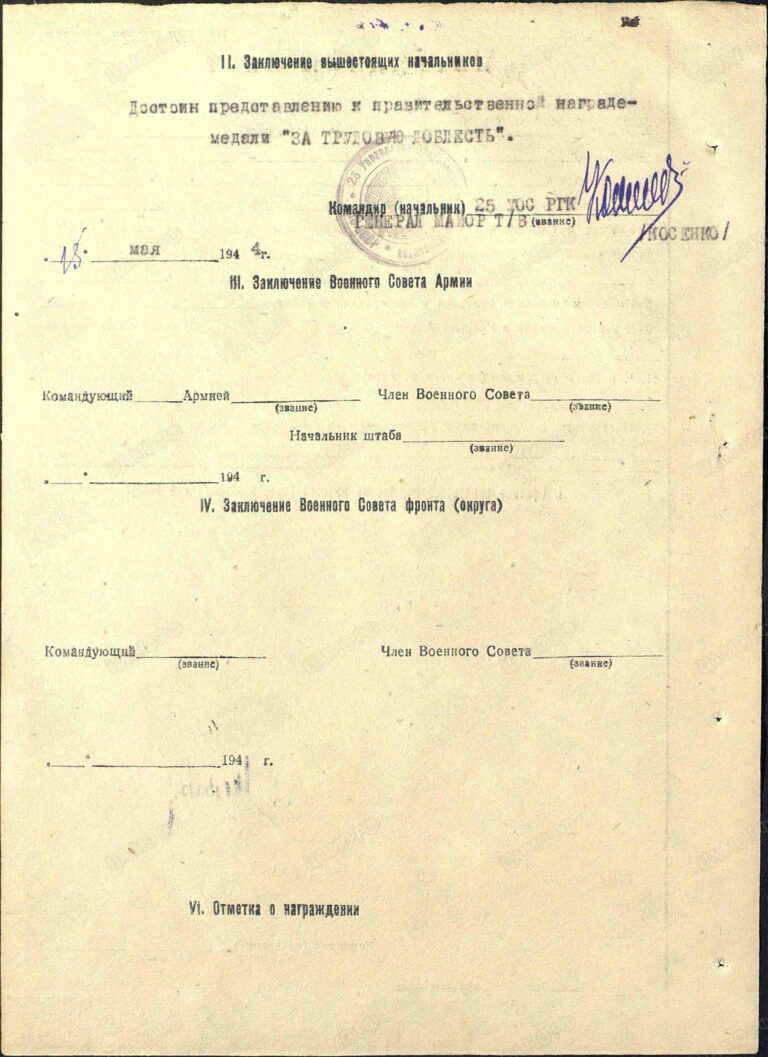 II. Заключение вышестоящих начальников
Достоин представлению к правительственной награде-
медали "ЗА ТРУДОВУЮ ДОБЛЕСТЬ".
Командир (начальник) 25 УОС РГК
ГЕНЕРАЛ МАЙОР Т/В (звание)
/КОСЕНКО/
"15" мая 1944г.
III. Заключение Военного Совета Армии
Командующий Армией Член Военного Совета
(звание) (звание)
Начальник штаба
(звание)
" " 194 г.
IV. Заключение Военного Совета фронта (округа)
Командующий Член Военного Совета
(звание) (звание)
" " 194 г.
VI. Отметка о награждении